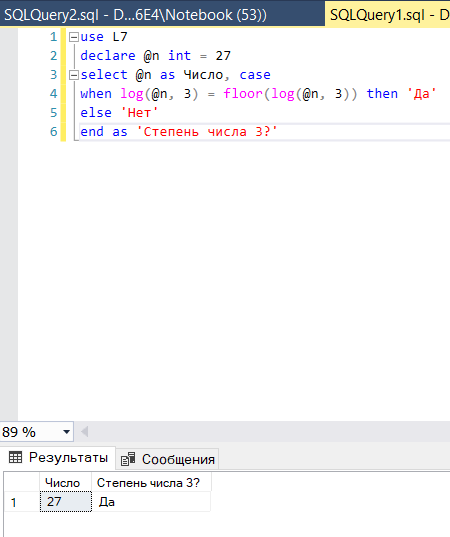 SQLQuery2.sql - D...6E4\Notebook (53))
SQLQuery1.sql - D
1 use L7
2 declare @n int = 27
3 select @n as Число, case
4 when log(@n, 3) = floor(log(@n, 3)) then 'Да'
5 else 'Нет'
6 end as 'Степень числа 3?'
89 %
Результаты Сообщения
Число Степень числа 3?
1 27 Да